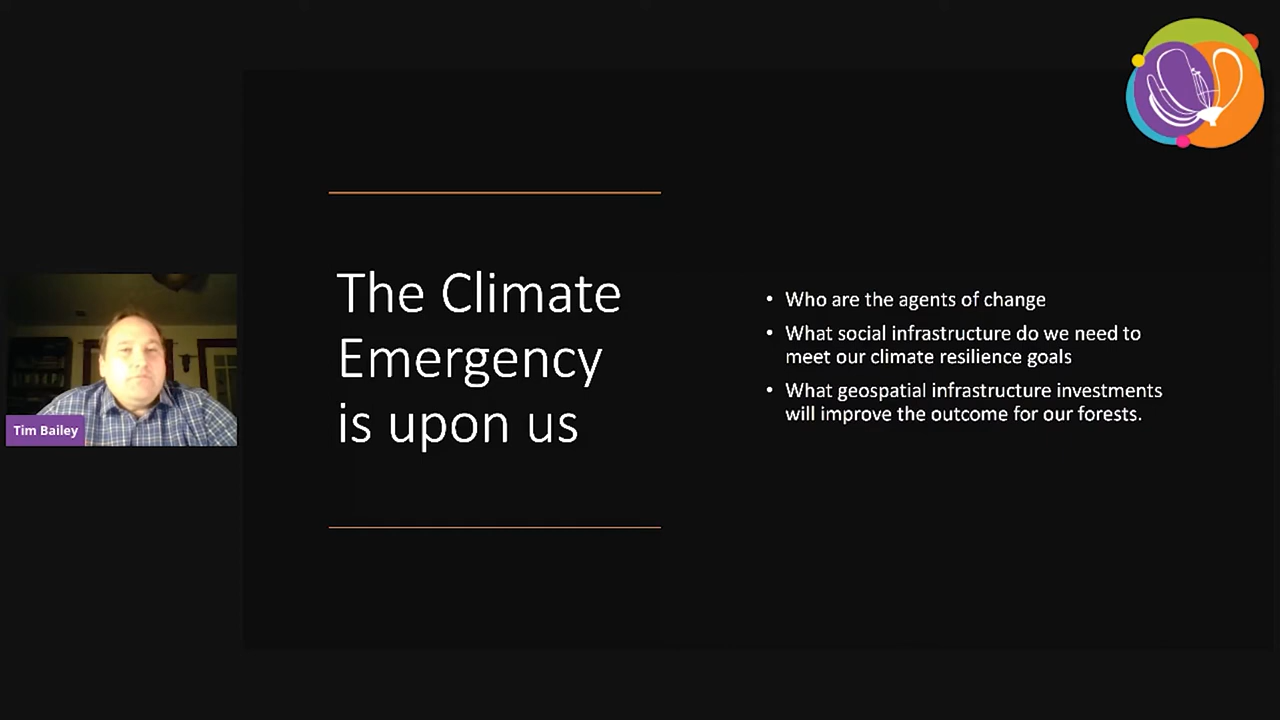 The Climate
Emergency
is upon us
• Who are the agents of change
• What social infrastructure do we need to
meet our climate resilience goals
• What geospatial infrastructure investments
will improve the outcome for our forests.
Tim Bailey